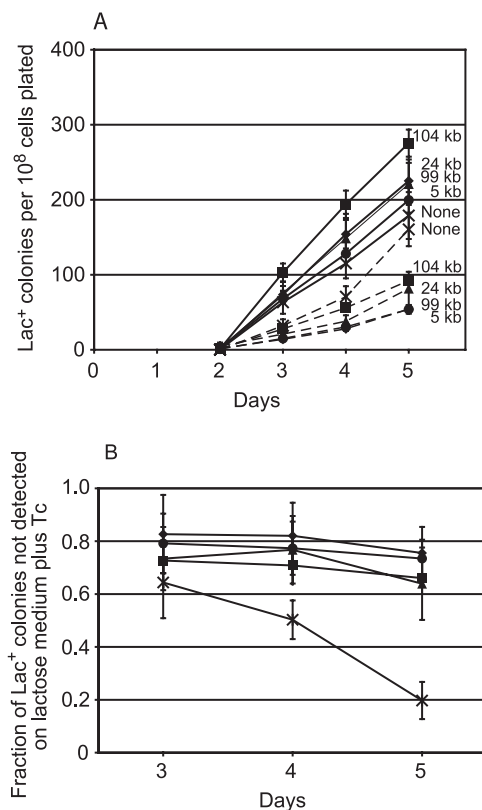 A
Lac⁺ colonies per 10⁸ cells plated
400
300
200
100
0
104 kb
24 kb
99 kb
5 kb
None
None
104 kb
24 kb
99 kb
5 kb
0 1 2 3 4 5
Days
B
Fraction of Lac⁺ colonies not detected
on lactose medium plus Tc
1.0
0.8
0.6
0.4
0.2
0
3 4 5
Days